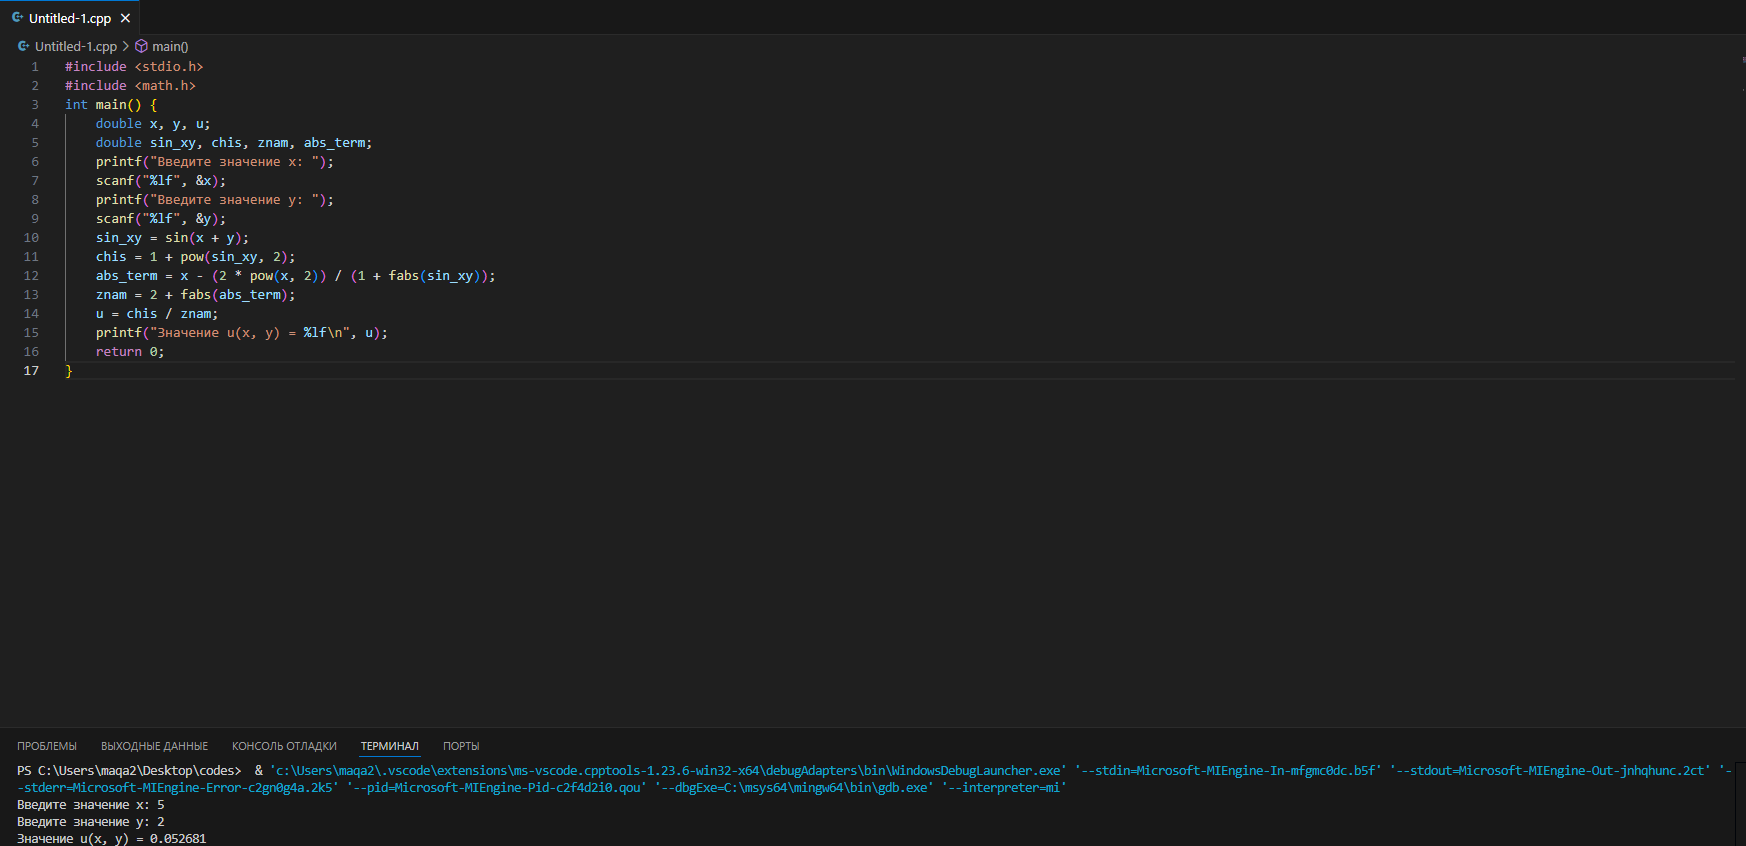 Untitled-1.cpp
Untitled-1.cpp > main()
1 #include <stdio.h>
2 #include <math.h>
3 int main() {
4     double x, y, u;
5     double sin_xy, chis, znam, abs_term;
6     printf("Введите значение x: ");
7     scanf("%lf", &x);
8     printf("Введите значение y: ");
9     scanf("%lf", &y);
10     sin_xy = sin(x + y);
11     chis = 1 + pow(sin_xy, 2);
12     abs_term = x - (2 * pow(x, 2)) / (1 + fabs(sin_xy));
13     znam = 2 + fabs(abs_term);
14     u = chis / znam;
15     printf("Значение u(x, y) = %lf\n", u);
16     return 0;
17 }
ПРОБЛЕМЫ ВЫХОДНЫЕ ДАННЫЕ КОНСОЛЬ ОТЛАДКИ ТЕРМИНАЛ ПОРТЫ
PS C:\Users\maqa2\Desktop\codes>  & 'c:\Users\maqa2\.vscode\extensions\ms-vscode.cpptools-1.23.6-win32-x64\debugAdapters\bin\WindowsDebugLauncher.exe' '--stdin=Microsoft-MIEngine-In-mfgmc0dc.b5f' '--stdout=Microsoft-MIEngine-Out-jnhqhunc.2ct' '-
-stderr=Microsoft-MIEngine-Error-c2gn0g4a.2k5' '--pid=Microsoft-MIEngine-Pid-c2f4d2i0.qou' '--dbgExe=C:\msys64\mingw64\bin\gdb.exe' '--interpreter=mi'
Введите значение x: 5
Введите значение y: 2
Значение u(x, y) = 0.052681